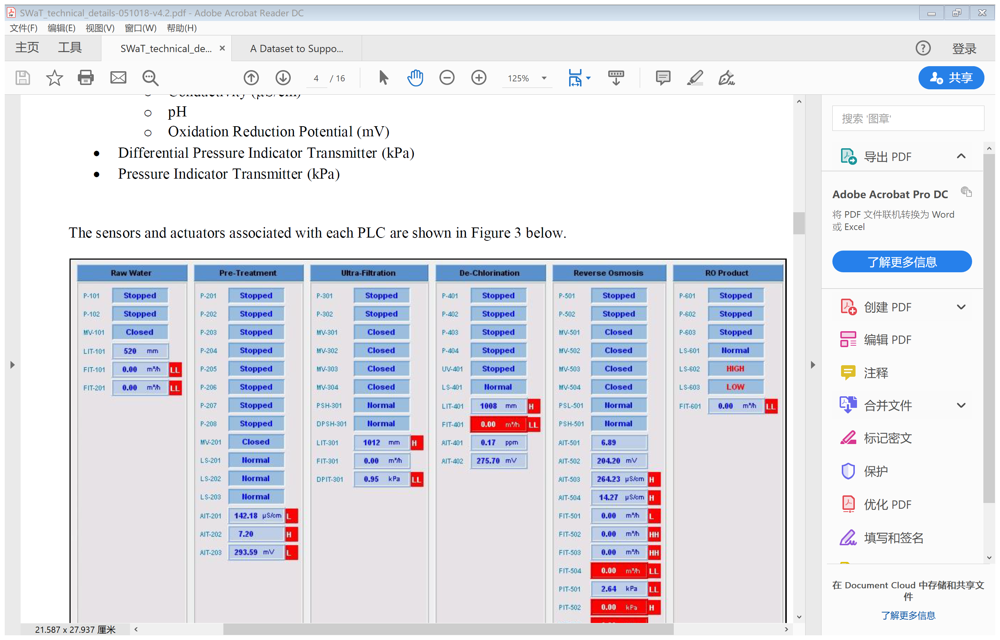 SWaT_technical_details-051018-v4.2.pdf - Adobe Acrobat Reader DC
文件(F) 编辑(E) 视图(V) 窗口(W) 帮助(H)
主页 工具 SWaT_technical_de... × A Dataset to Suppo... ? 登录
4 / 16 125% 共享
Conductivity (µS/cm)
○ pH
○ Oxidation Reduction Potential (mV)
• Differential Pressure Indicator Transmitter (kPa)
• Pressure Indicator Transmitter (kPa)
The sensors and actuators associated with each PLC are shown in Figure 3 below.
Raw Water
P-101 Stopped
P-102 Stopped
MV-101 Closed
LIT-101 520 mm
FIT-101 0.00 m³/h LL
FIT-201 0.00 m³/h LL
Pre-Treatment
P-201 Stopped
P-202 Stopped
P-203 Stopped
P-204 Stopped
P-205 Stopped
P-206 Stopped
P-207 Stopped
P-208 Stopped
MV-201 Closed
LS-201 Normal
LS-202 Normal
LS-203 Normal
AIT-201 142.18 µS/cm L
AIT-202 7.20 H
AIT-203 293.59 mV L
Ultra-Filtration
P-301 Stopped
P-302 Stopped
MV-301 Closed
MV-302 Closed
MV-303 Closed
MV-304 Closed
PSH-301 Normal
DPSH-301 Normal
LIT-301 1012 mm H
FIT-301 0.00 m³/h
DPIT-301 0.95 kPa LL
De-Chlorination
P-401 Stopped
P-402 Stopped
P-403 Stopped
P-404 Stopped
UV-401 Stopped
LS-401 Normal
LIT-401 1008 mm H
FIT-401 0.00 m³/h LL
AIT-401 0.17 ppm
AIT-402 275.70 mV
Reverse Osmosis
P-501 Stopped
P-502 Stopped
MV-501 Closed
MV-502 Closed
MV-503 Closed
MV-504 Closed
PSL-501 Normal
PSH-501 Normal
AIT-501 6.89
AIT-502 204.20 mV
AIT-503 264.23 µS/cm H
AIT-504 14.27 µS/cm H
FIT-501 0.00 m³/h L
FIT-502 0.00 m³/h HH
FIT-503 0.00 m³/h HH
FIT-504 0.00 m³/h LL
PIT-501 2.64 kPa LL
PIT-502 0.00 kPa H
RO Product
P-601 Stopped
P-602 Stopped
P-603 Stopped
LS-601 Normal
LS-602 HIGH
LS-603 LOW
FIT-601 0.00 m³/h LL
21.587 x 27.937 厘米
搜索 '图章'
导出 PDF
Adobe Acrobat Pro DC
将 PDF 文件联机转换为 Word
或 Excel
了解更多信息
创建 PDF
编辑 PDF
注释
合并文件
标记密文
保护
优化 PDF
填写和签名
在 Document Cloud 中存储和共享文
件
了解更多信息